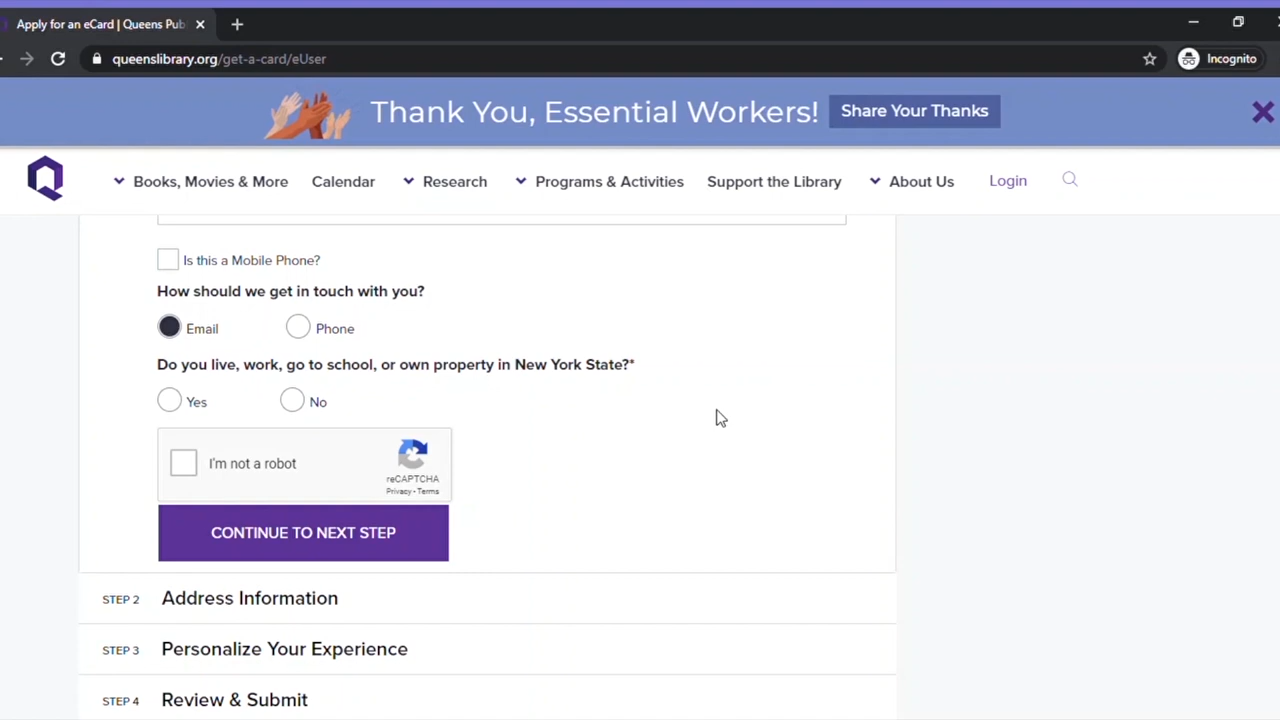 Apply for an eCard | Queens Pub
queenslibrary.org/get-a-card/eUser
Incognito
Thank You, Essential Workers!
Share Your Thanks
Books, Movies & More
Calendar
Research
Programs & Activities
Support the Library
About Us
Login
Is this a Mobile Phone?
How should we get in touch with you?
Email
Phone
Do you live, work, go to school, or own property in New York State?*
Yes
No
I'm not a robot
reCAPTCHA
Privacy - Terms
CONTINUE TO NEXT STEP
STEP 2 Address Information
STEP 3 Personalize Your Experience
STEP 4 Review & Submit